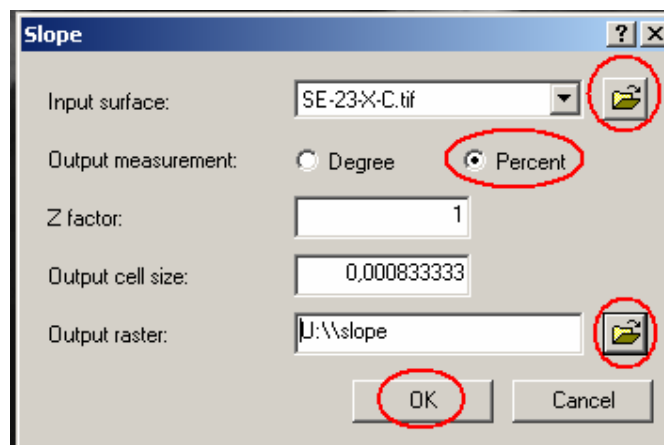 Slope
Input surface: SE-23-X-C.tif
Output measurement: Degree Percent
Z factor: 1
Output cell size: 0,000833333
Output raster: U:\\slope
OK Cancel